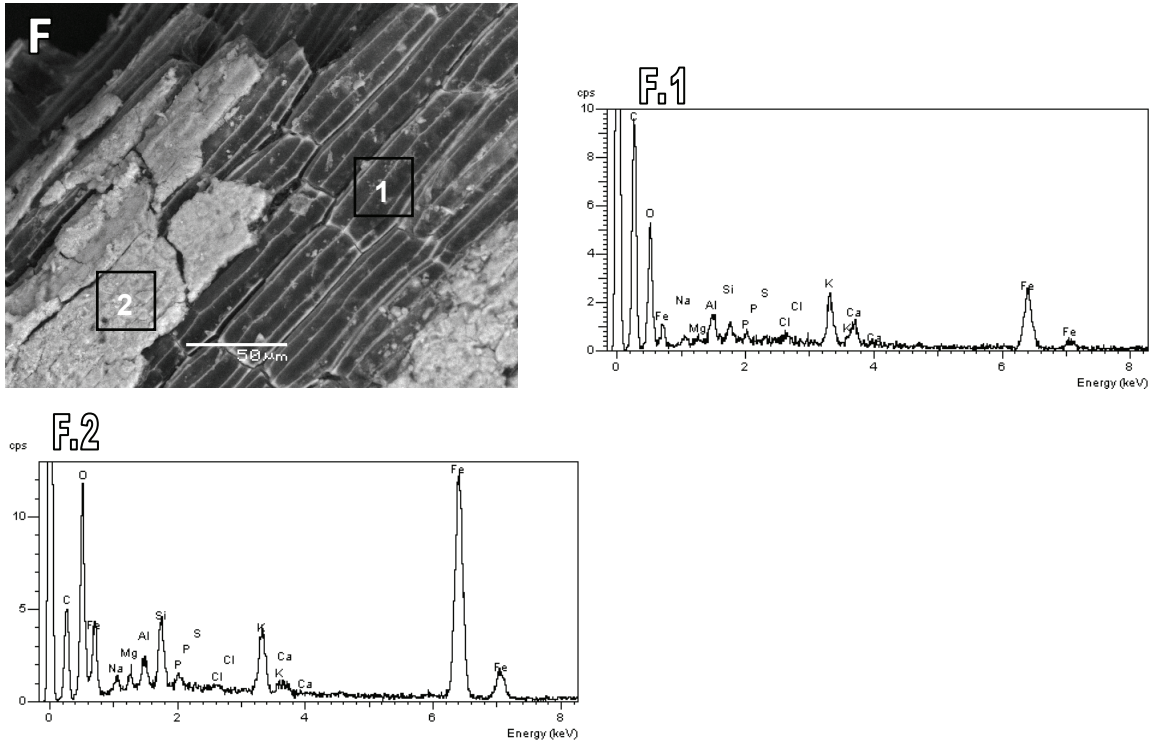 F
1
2
50 µm
F.1
cps
10
8
6
4
2
0
C
O
Fe
Na
Mg
Al
Si
P
P
S
Cl
Cl
K
K
Ca
Ca
Fe
Fe
0 2 4 6 8
Energy (keV)
F.2
cps
10
5
0
C
O
Fe
Na
Mg
Al
Si
P
P
S
Cl
Cl
K
K
Ca
Ca
Fe
Fe
0 2 4 6 8
Energy (keV)